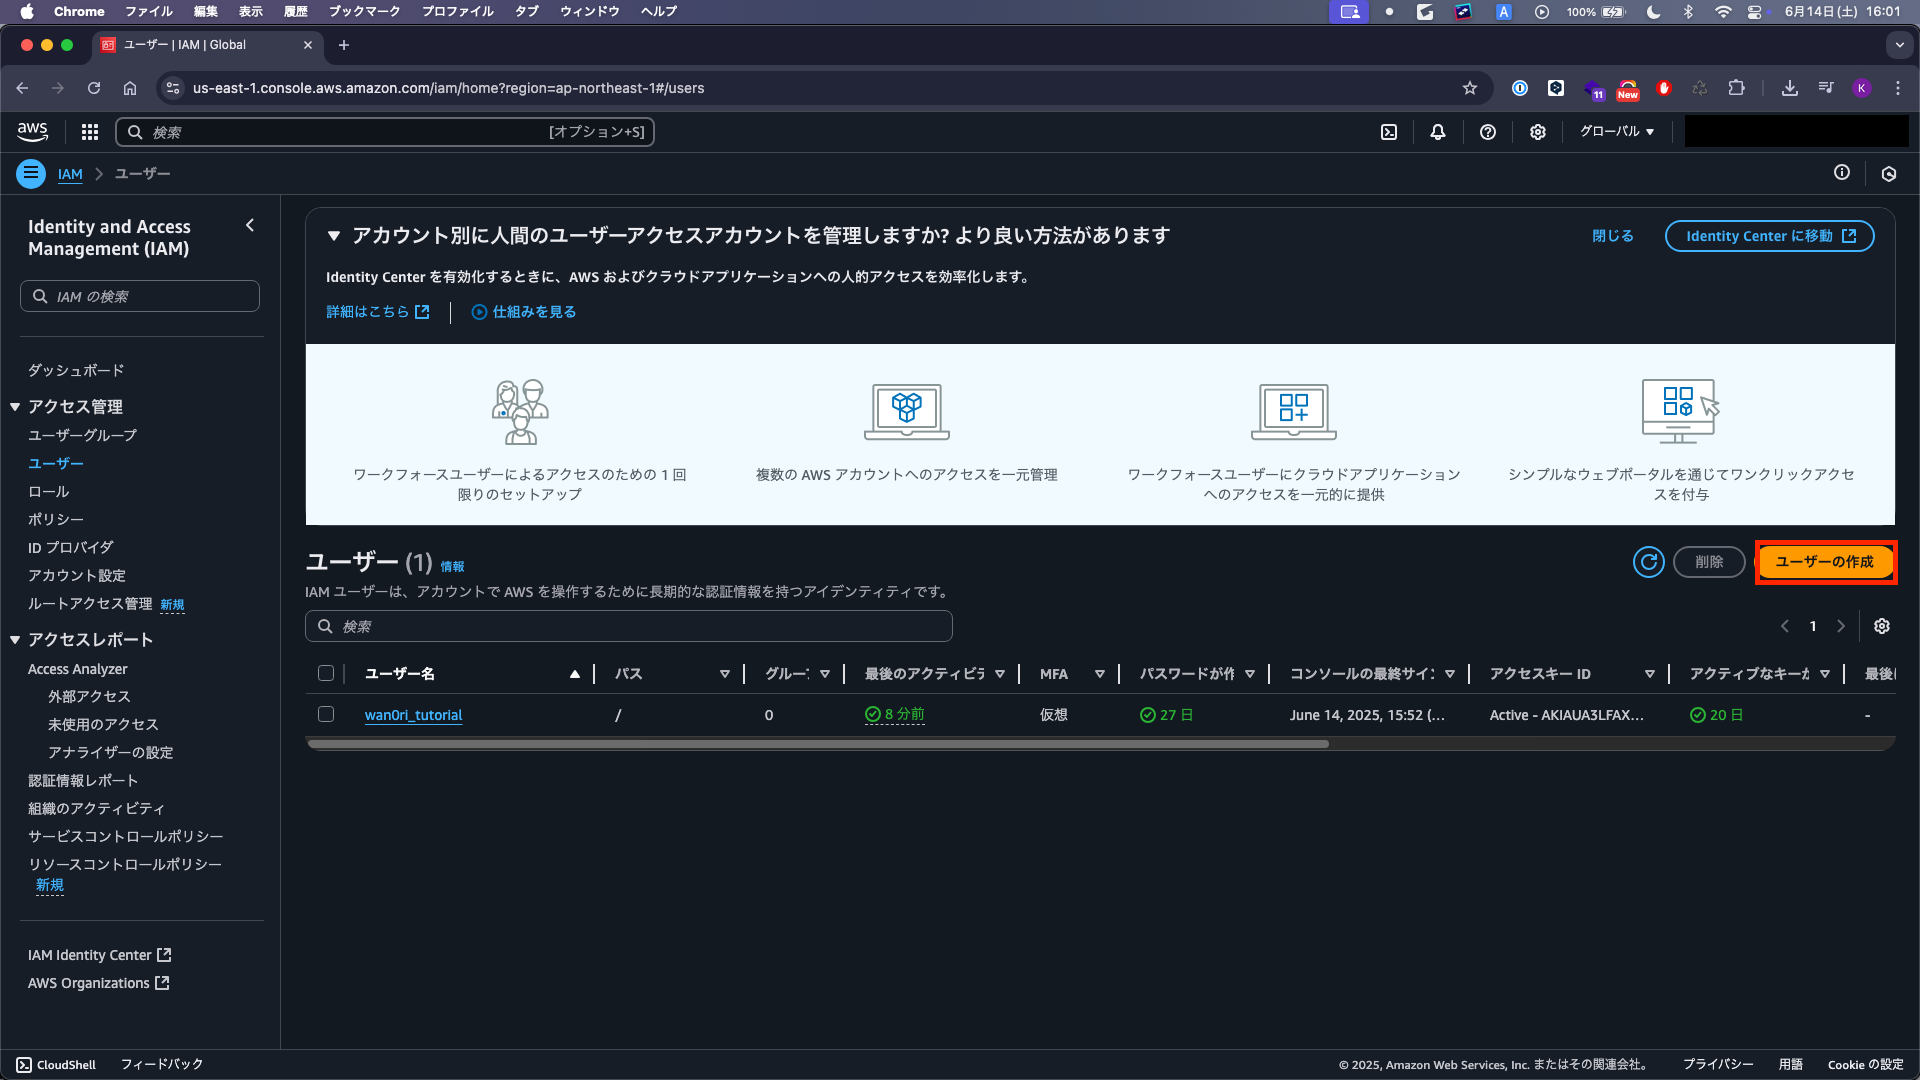 Chrome ファイル 編集 表示 履歴 ブックマーク プロファイル タブ ウィンドウ ヘルプ
A 100% 6月14日(土) 16:01
ユーザー | IAM | Global
us-east-1.console.aws.amazon.com/iam/home?region=ap-northeast-1#/users
11 New K
aws 検索 [オプション+S] グローバル
IAM ユーザー
Identity and Access
Management (IAM)
IAM の検索
ダッシュボード
アクセス管理
ユーザーグループ
ユーザー
ロール
ポリシー
ID プロバイダ
アカウント設定
ルートアクセス管理 新規
アクセスレポート
Access Analyzer
外部アクセス
未使用のアクセス
アナライザーの設定
認証情報レポート
組織のアクティビティ
サービスコントロールポリシー
リソースコントロールポリシー
新規
IAM Identity Center
AWS Organizations
アカウント別に人間のユーザーアクセスアカウントを管理しますか? より良い方法があります
閉じる Identity Center に移動
Identity Center を有効化するときに、AWS およびクラウドアプリケーションへの人的アクセスを効率化します。
詳細はこちら 仕組みを見る
ワークフォースユーザーによるアクセスのための 1 回
限りのセットアップ
複数の AWS アカウントへのアクセスを一元管理
ワークフォースユーザーにクラウドアプリケーション
へのアクセスを一元的に提供
シンプルなウェブポータルを通じてワンクリックアクセ
スを付与
ユーザー (1) 情報
削除 ユーザーの作成
IAM ユーザーは、アカウントで AWS を操作するために長期的な認証情報を持つアイデンティティです。
検索
1
ユーザー名 パス グルー 最後のアクティビ MFA パスワードが作 コンソールの最終サイン アクセスキー ID アクティブなキーが 最後
wan0ri_tutorial / 0 8 分前 仮想 27 日 June 14, 2025, 15:52 (... Active - AKIAUA3LFAX... 20 日 -
CloudShell フィードバック
© 2025, Amazon Web Services, Inc. またはその関連会社。 プライバシー 用語 Cookie の設定